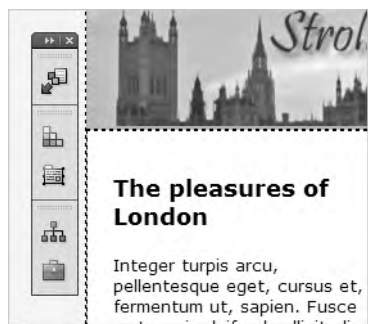 Strol
The pleasures of
London
Integer turpis arcu,
pellentesque eget, cursus et,
fermentum ut, sapien. Fusce